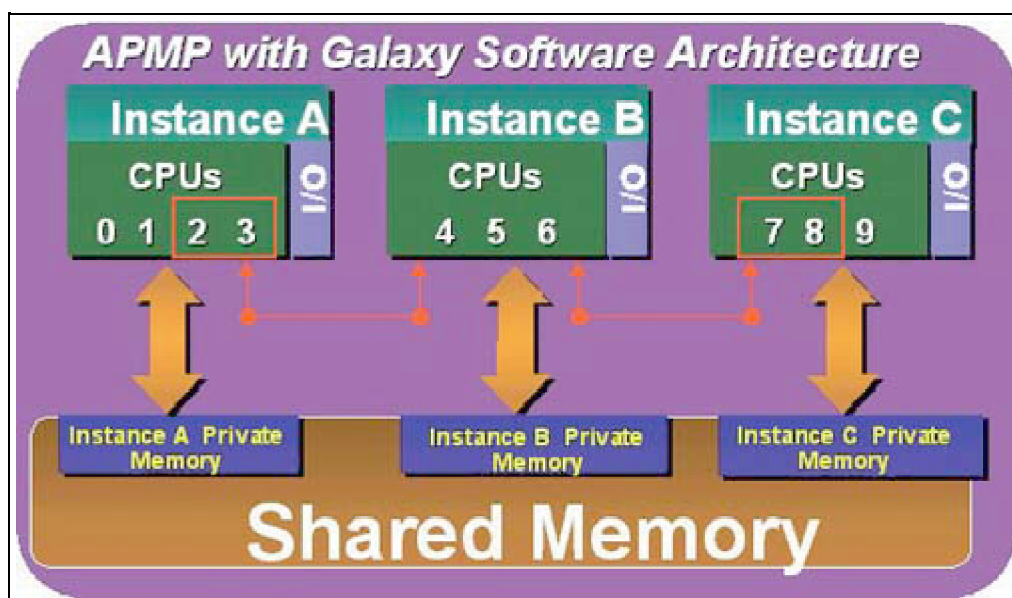 APMP with Galaxy Software Architecture
Instance A
CPUs
0 1 2 3
I/O
Instance B
CPUs
4 5 6
I/O
Instance C
CPUs
7 8 9
I/O
Instance A Private
Memory
Instance B Private
Memory
Instance C Private
Memory
Shared Memory